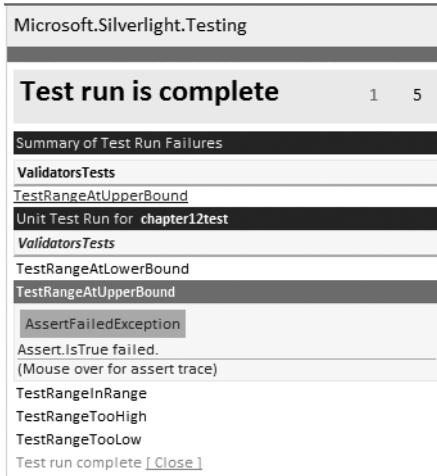 Microsoft.Silverlight.Testing
Test run is complete 1 5
Summary of Test Run Failures
ValidatorsTests
TestRangeAtUpperBound
Unit Test Run for chapter12test
ValidatorsTests
TestRangeAtLowerBound
TestRangeAtUpperBound
AssertFailedException
Assert.IsTrue failed.
(Mouse over for assert trace)
TestRangeInRange
TestRangeTooHigh
TestRangeTooLow
Test run complete [ Close ]